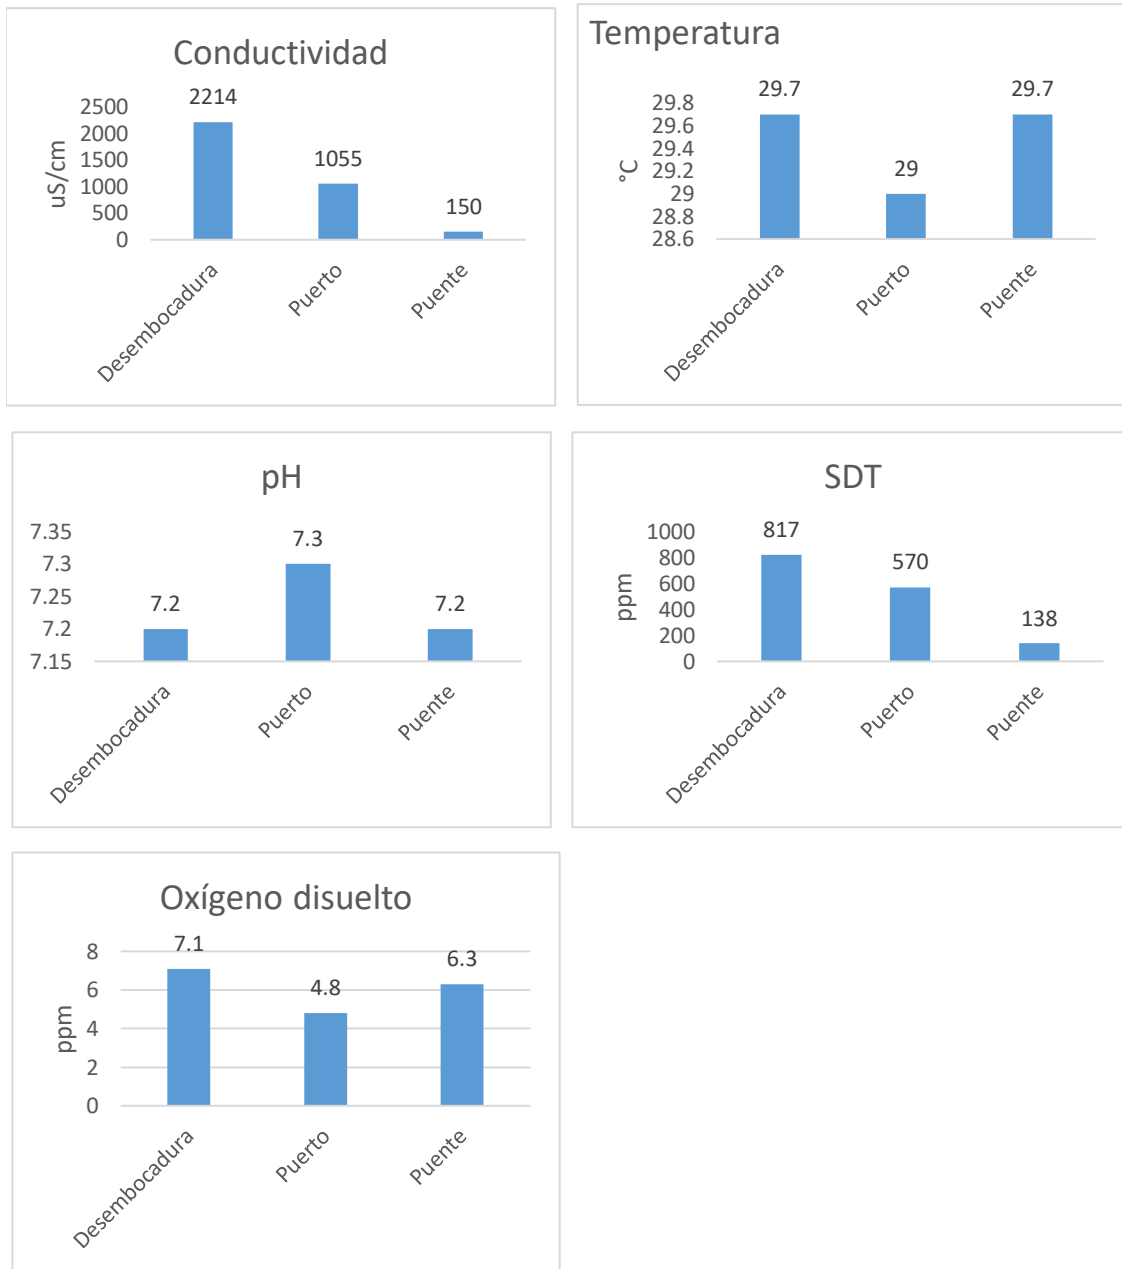 Conductividad
2214
1055
150
2500
2000
1500
1000
500
0
uS/cm
Desembocadura
Puerto
Puente
Temperatura
29.7
29
29.7
29.8
29.6
29.4
29.2
29
28.8
28.6
°C
Desembocadura
Puerto
Puente
pH
7.2
7.3
7.2
7.35
7.3
7.25
7.2
7.15
Desembocadura
Puerto
Puente
SDT
817
570
138
1000
800
600
400
200
0
ppm
Desembocadura
Puerto
Puente
Oxígeno disuelto
7.1
4.8
6.3
8
6
4
2
0
ppm
Desembocadura
Puerto
Puente